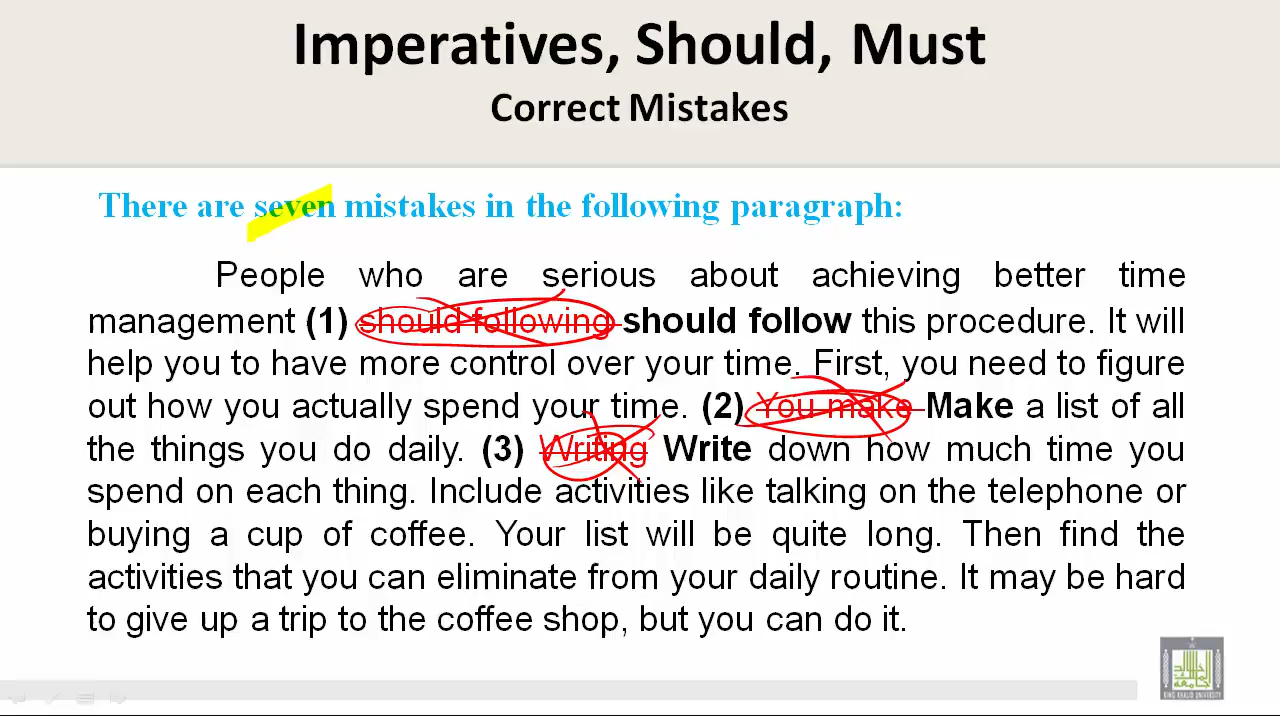 Imperatives, Should, Must
Correct Mistakes
There are seven mistakes in the following paragraph:
People who are serious about achieving better time
management (1) should following should follow this procedure. It will
help you to have more control over your time. First, you need to figure
out how you actually spend your time. (2) You make Make a list of all
the things you do daily. (3) Writing Write down how much time you
spend on each thing. Include activities like talking on the telephone or
buying a cup of coffee. Your list will be quite long. Then find the
activities that you can eliminate from your daily routine. It may be hard
to give up a trip to the coffee shop, but you can do it.
KING KHALID UNIVERSITY